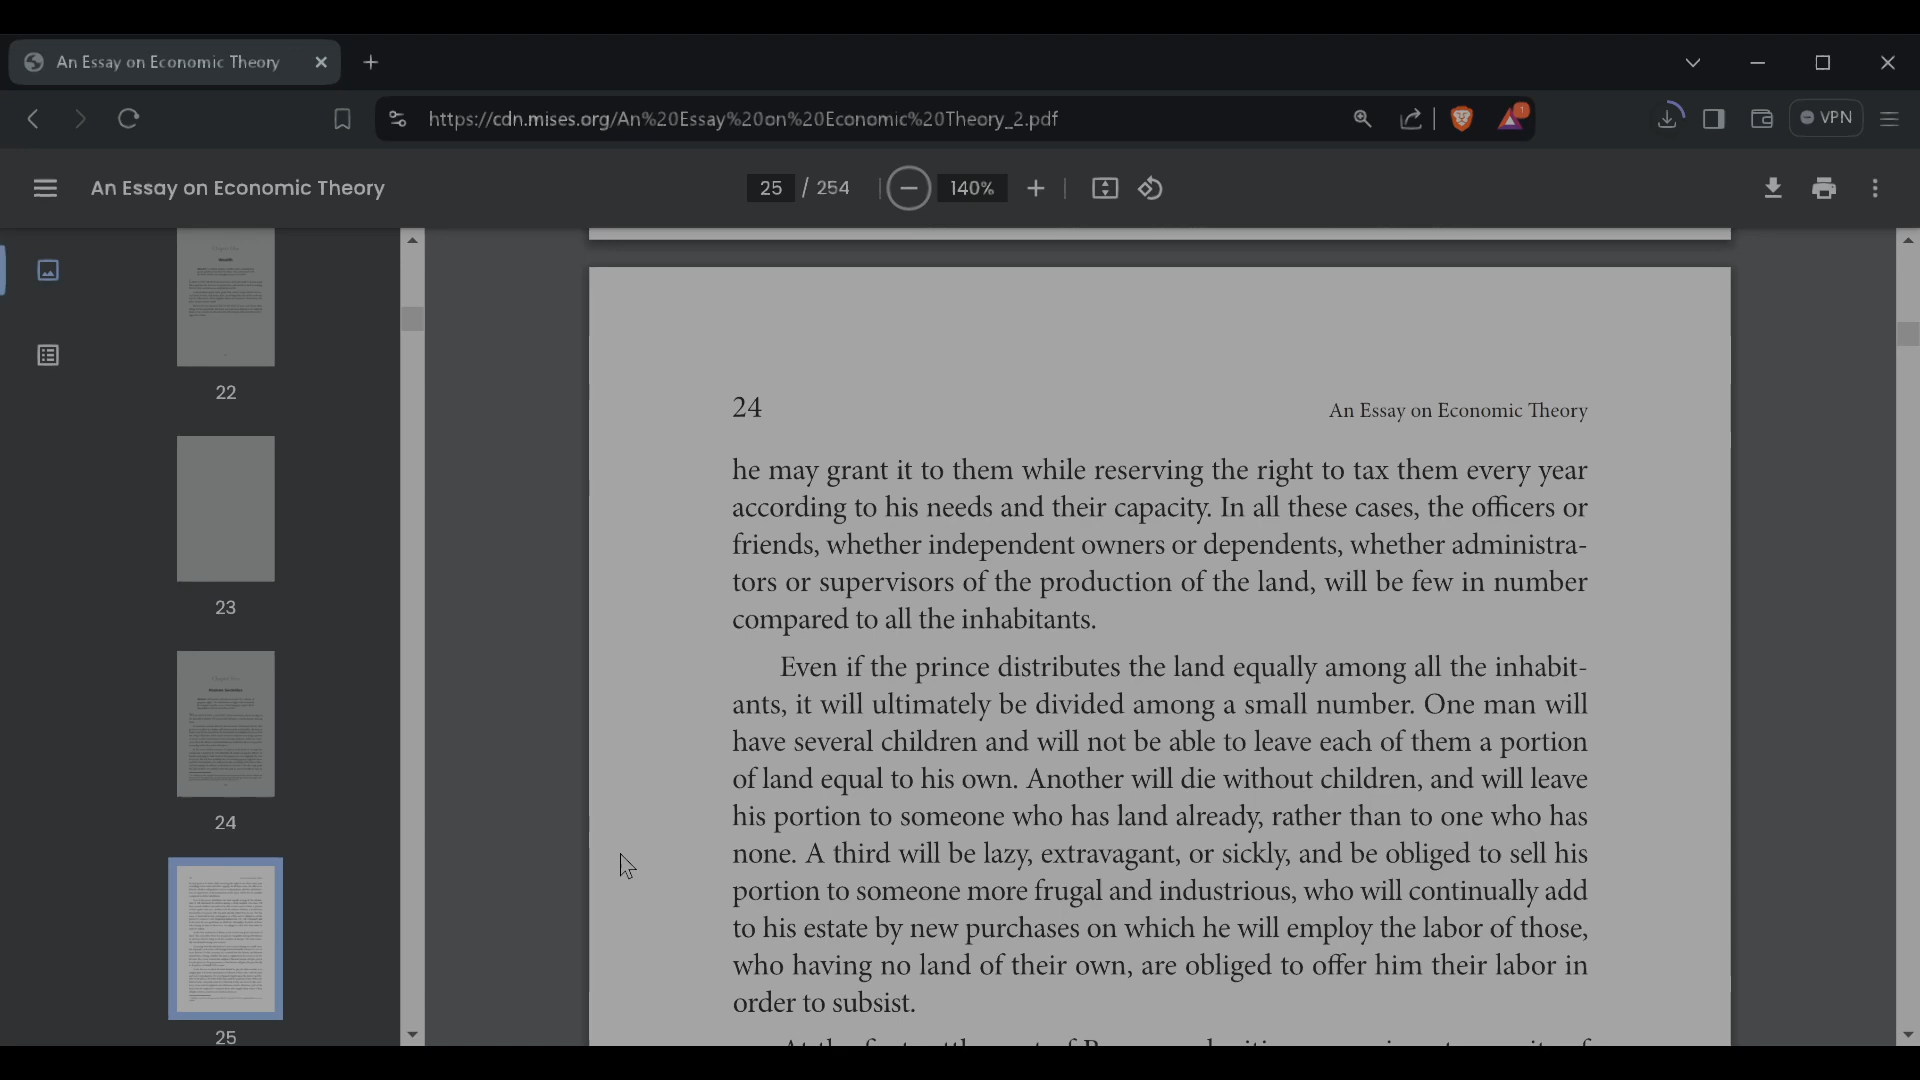 An Essay on Economic Theory
https://cdn.mises.org/An%20Essay%20on%20Economic%20Theory_2.pdf
1
VPN
An Essay on Economic Theory
25 / 254
140%
22
23
24
25
24
An Essay on Economic Theory
he may grant it to them while reserving the right to tax them every year
according to his needs and their capacity. In all these cases, the officers or
friends, whether independent owners or dependents, whether administra-
tors or supervisors of the production of the land, will be few in number
compared to all the inhabitants.
Even if the prince distributes the land equally among all the inhabit-
ants, it will ultimately be divided among a small number. One man will
have several children and will not be able to leave each of them a portion
of land equal to his own. Another will die without children, and will leave
his portion to someone who has land already, rather than to one who has
none. A third will be lazy, extravagant, or sickly, and be obliged to sell his
portion to someone more frugal and industrious, who will continually add
to his estate by new purchases on which he will employ the labor of those,
who having no land of their own, are obliged to offer him their labor in
order to subsist.